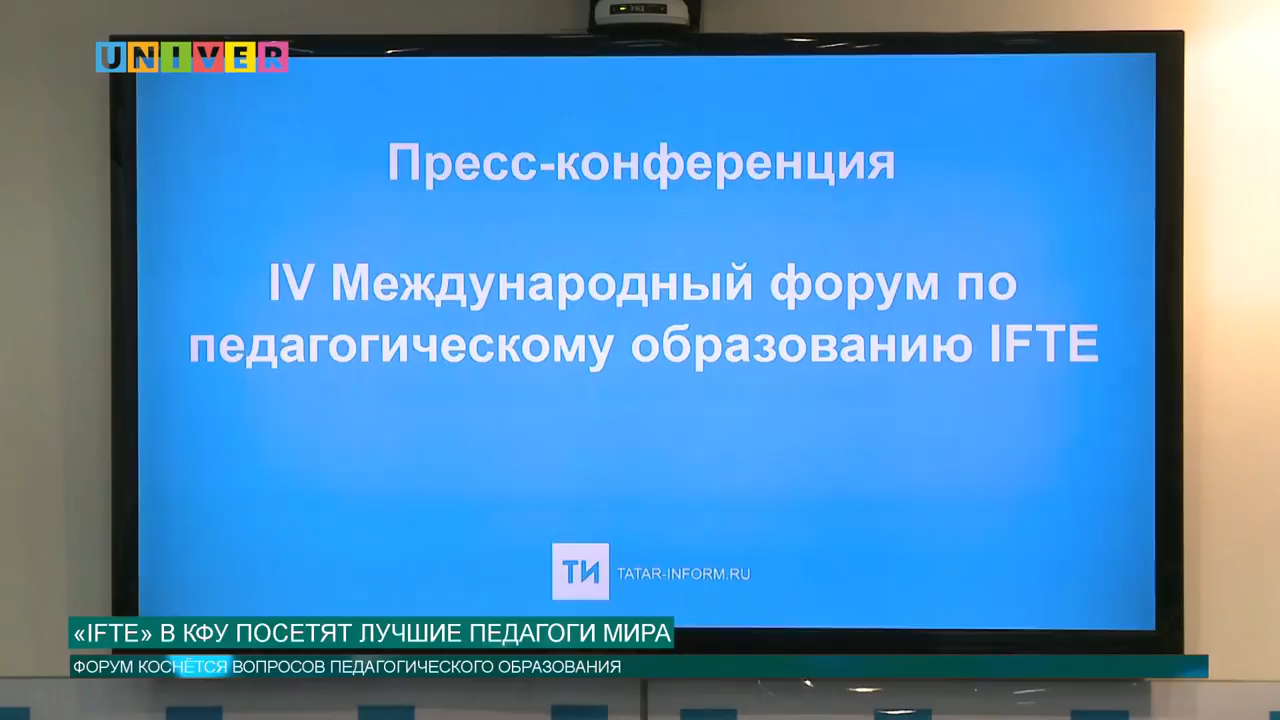 UNIVER
Пресс-конференция
IV Международный форум по
педагогическому образованию IFTE
ТИ TATAR-INFORM.RU
«IFTE» В КФУ ПОСЕТЯТ ЛУЧШИЕ ПЕДАГОГИ МИРА
ФОРУМ КОСНЁТСЯ ВОПРОСОВ ПЕДАГОГИЧЕСКОГО ОБРАЗОВАНИЯ